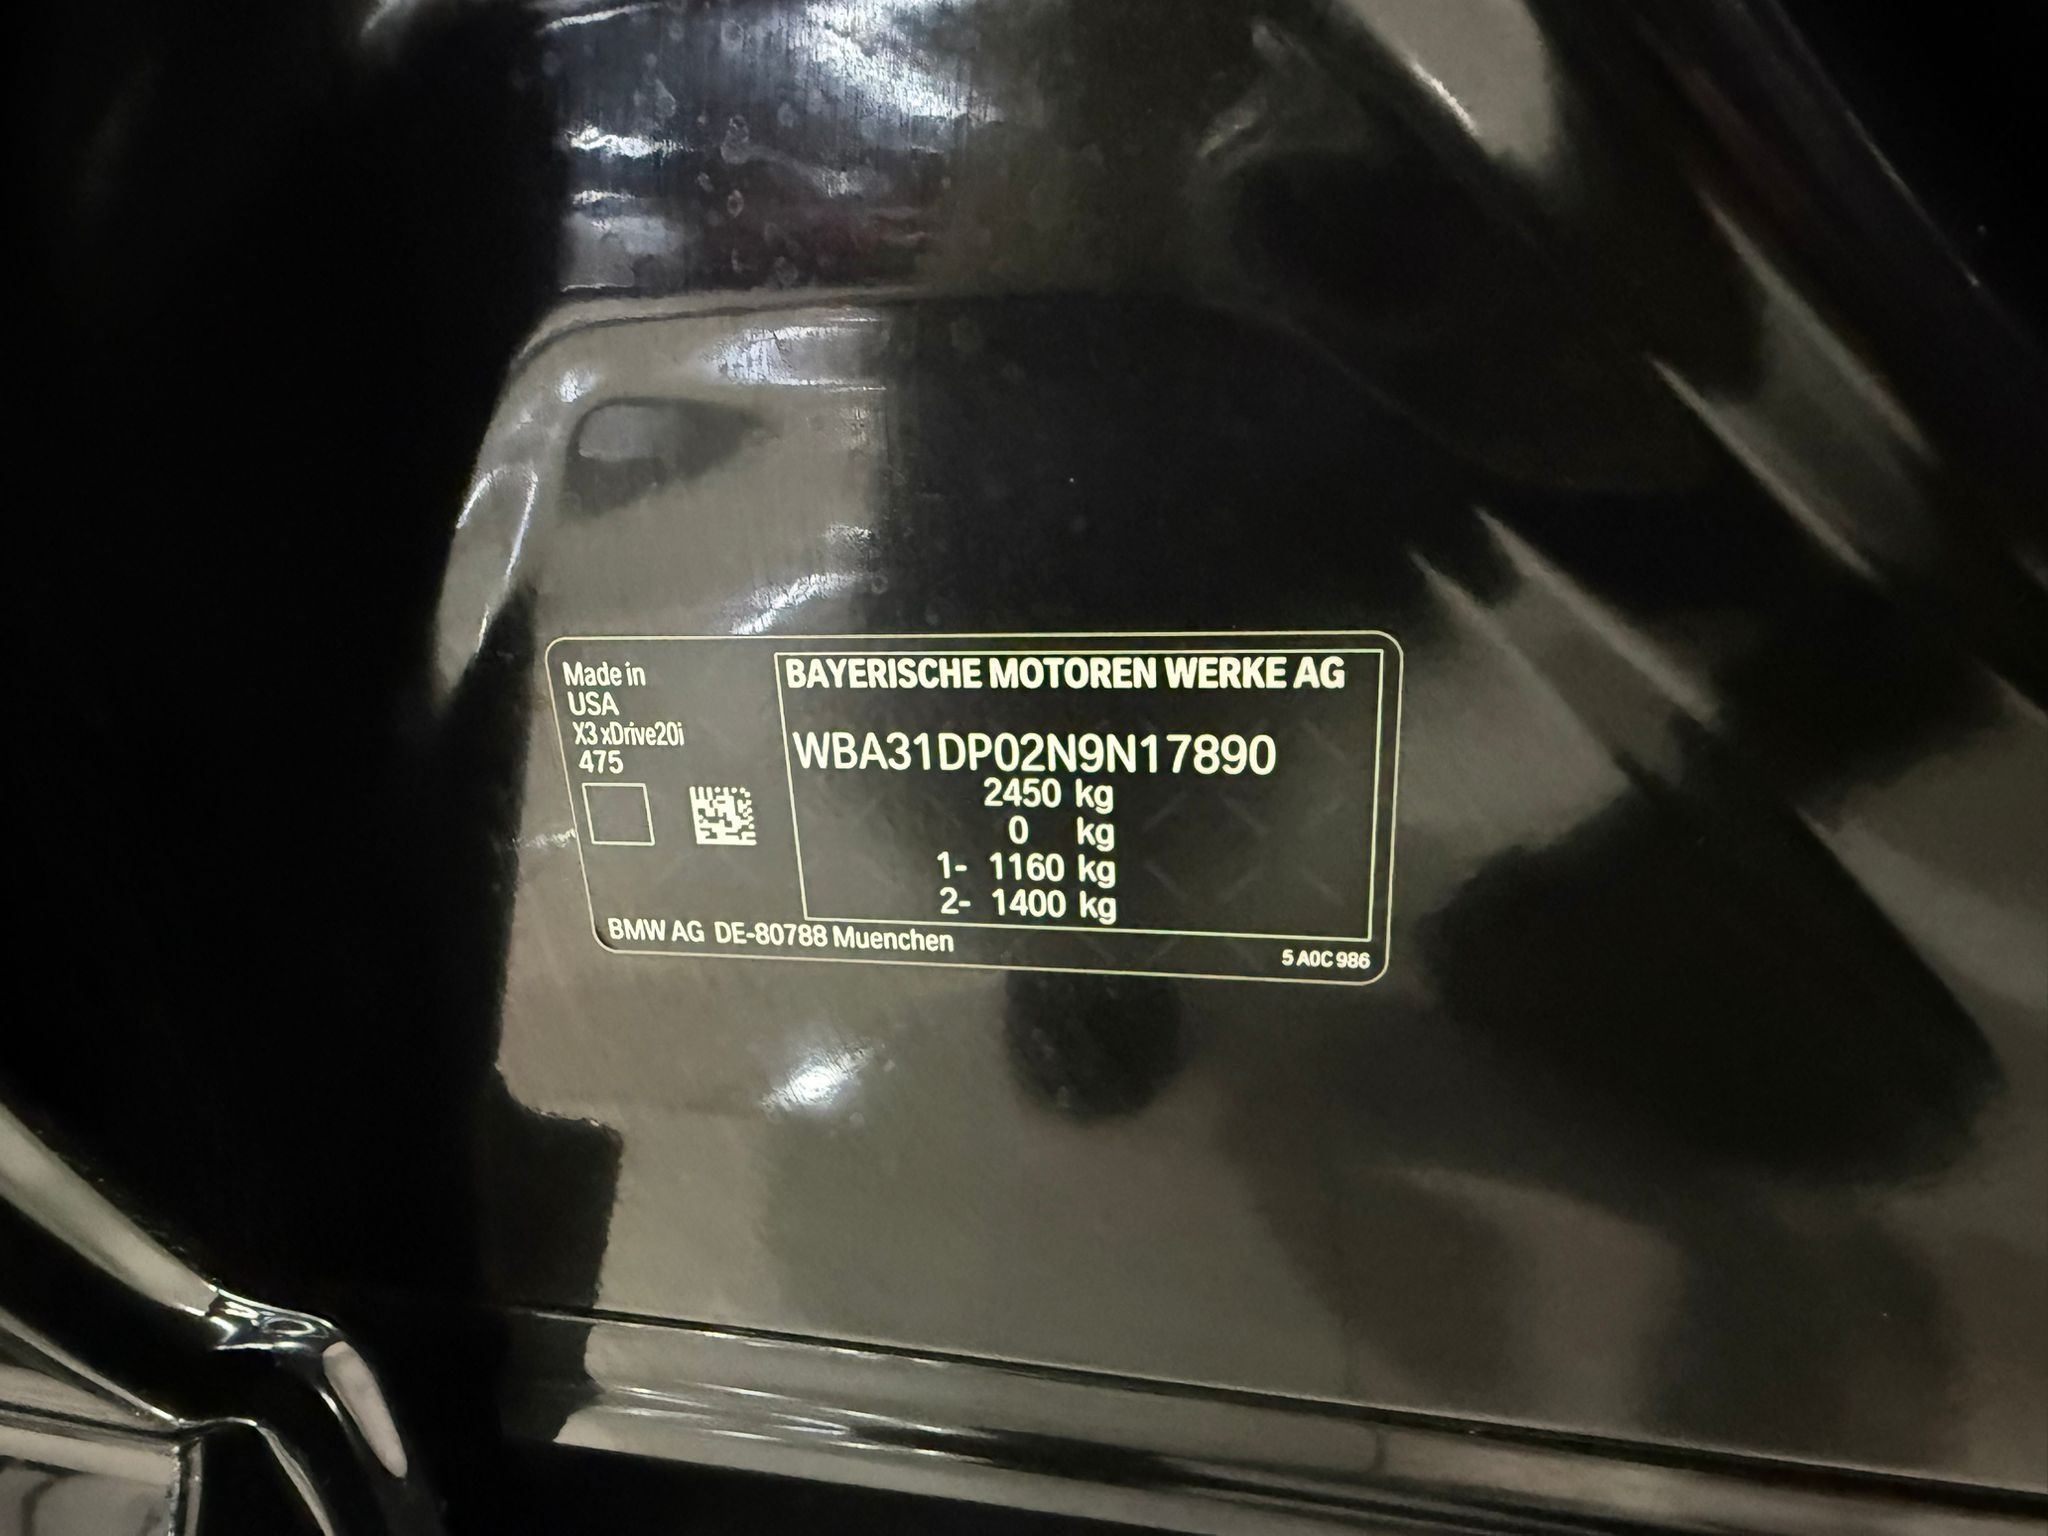 Made in
USA
X3 xDrive20i
475
BAYERISCHE MOTOREN WERKE AG
WBA31DP02N9N17890
2450 kg
0 kg
1- 1160 kg
2- 1400 kg
BMW AG DE-80788 Muenchen
5 A0C 986